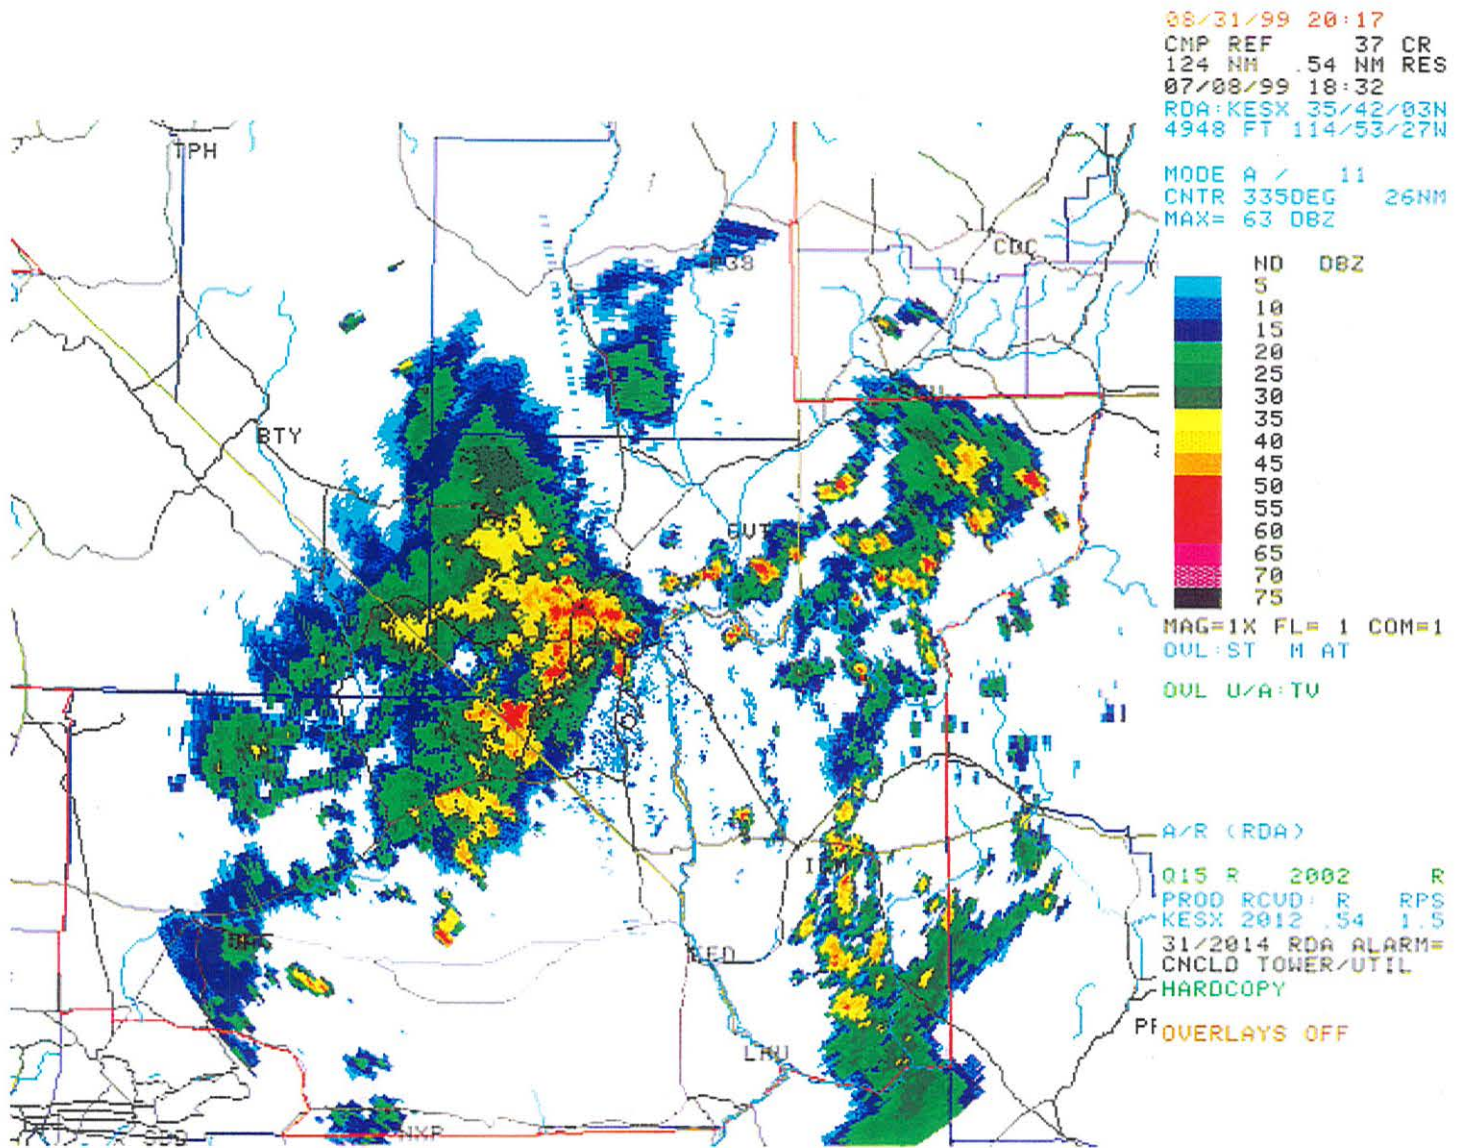 08/31/99 20:17
CMP REF 37 CR
124 NM .54 NM RES
07/08/99 18:32
RDA:KESX 35/42/03N
4948 FT 114/53/27W
MODE A / 11
CNTR 335DEG 26NM
MAX= 63 DBZ
ND DBZ
5
10
15
20
25
30
35
40
45
50
55
60
65
70
75
MAG=1X FL= 1 COM=1
OVL:ST M AT
OVL U/A:TV
A/R (RDA)
Q15 R 2002 R
PROD RCVD: R RPS
KESX 2012 .54 1.5
31/2014 RDA ALARM=
CNCLD TOWER/UTIL
HARDCOPY
OVERLAYS OFF
TPH
CDC
P38
BTY
DAG
EED